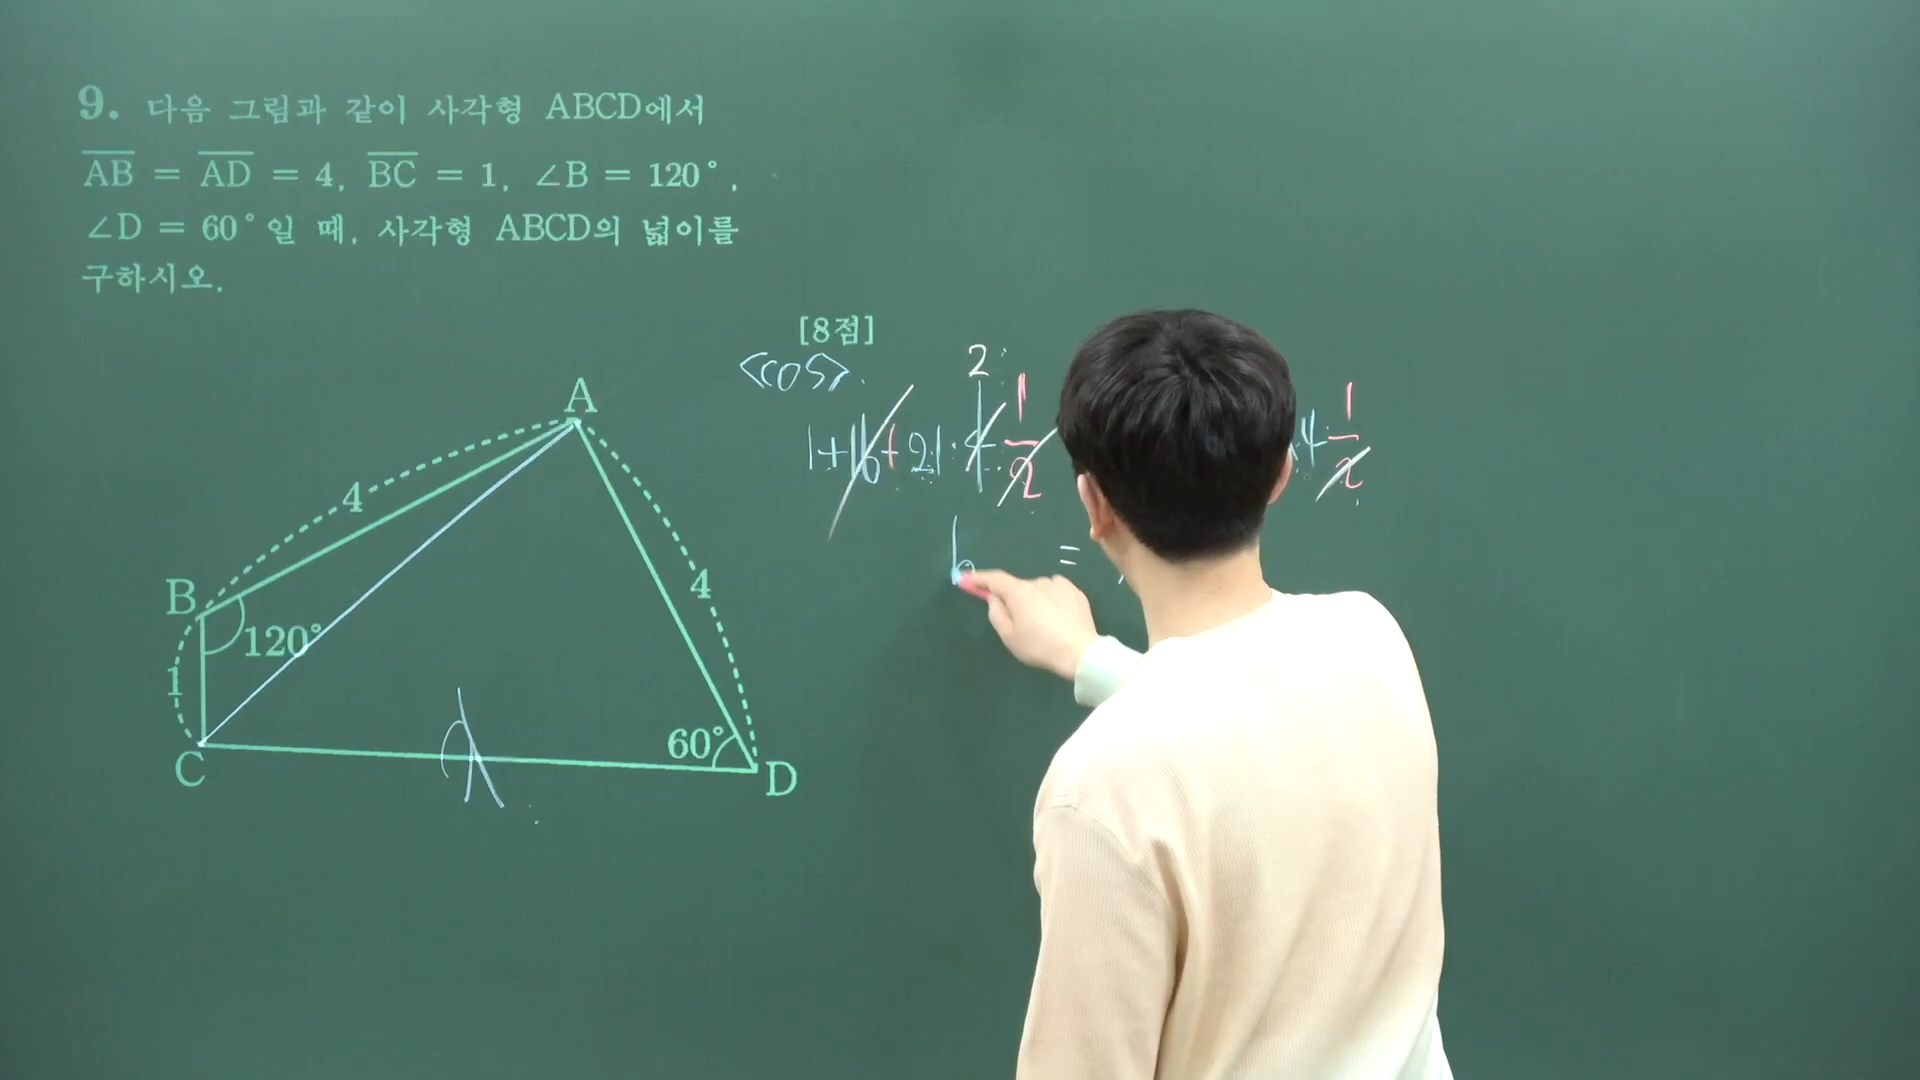 9. 다음 그림과 같이 사각형 ABCD에서
AB = AD = 4, BC = 1, ∠B = 120°,
∠D = 60°일 때, 사각형 ABCD의 넓이를
구하시오.
[8점]
<cos>.
2
1+16+2·1·4·1/2 4·1/2
=
A
4
4
B
120°
1
60°
C
x
D